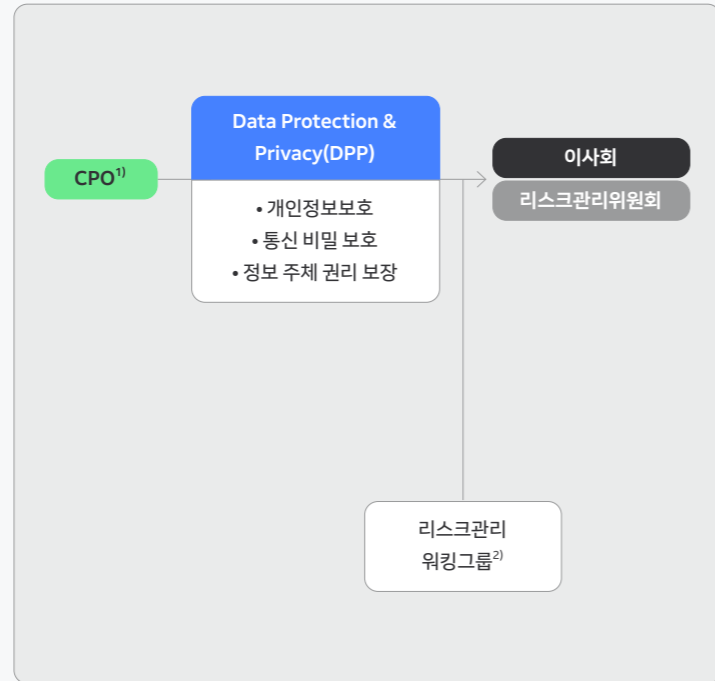 CPO¹⁾
Data Protection &
Privacy(DPP)
• 개인정보보호
• 통신 비밀 보호
• 정보 주체 권리 보장
이사회
리스크관리위원회
리스크관리
워킹그룹²⁾